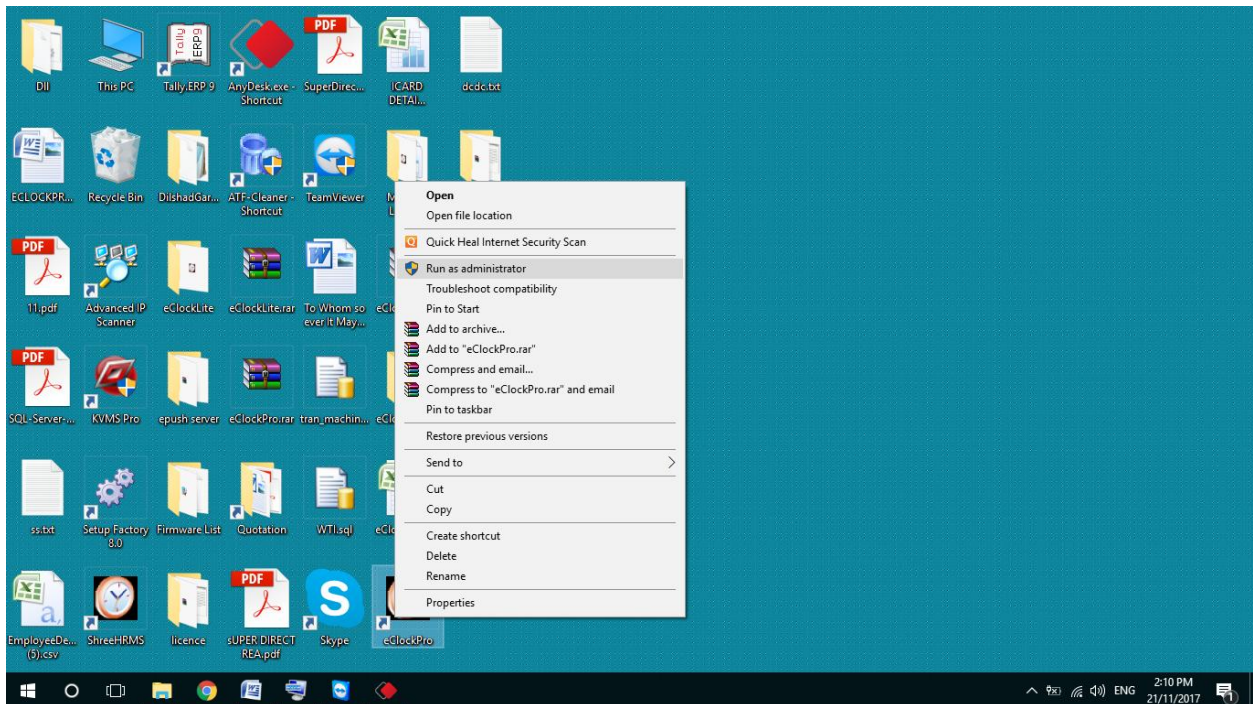 Dll
This PC
Tally.ERP 9
AnyDesk.exe -
Shortcut
PDF
SuperDirec...
ICARD
DETAI...
dcdc.txt
ECLOCKPR...
Recycle Bin
DilshadGar...
ATF-Cleaner -
Shortcut
TeamViewer
PDF
11.pdf
Advanced IP
Scanner
eClockLite
eClockLite.rar
To Whom so
ever It May...
PDF
SQL-Server-...
KVMS Pro
epush server
eClockPro.rar
tran_machin...
ss.txt
Setup Factory
8.0
Firmware List
Quotation
WTI.sql
EmployeeDe...
(5).csv
ShreeHRMS
licence
PDF
sUPER DIRECT
REA.pdf
Skype
eClockPro
Open
Open file location
Quick Heal Internet Security Scan
Run as administrator
Troubleshoot compatibility
Pin to Start
Add to archive...
Add to "eClockPro.rar"
Compress and email...
Compress to "eClockPro.rar" and email
Pin to taskbar
Restore previous versions
Send to
Cut
Copy
Create shortcut
Delete
Rename
Properties
ENG
2:10 PM
21/11/2017
1